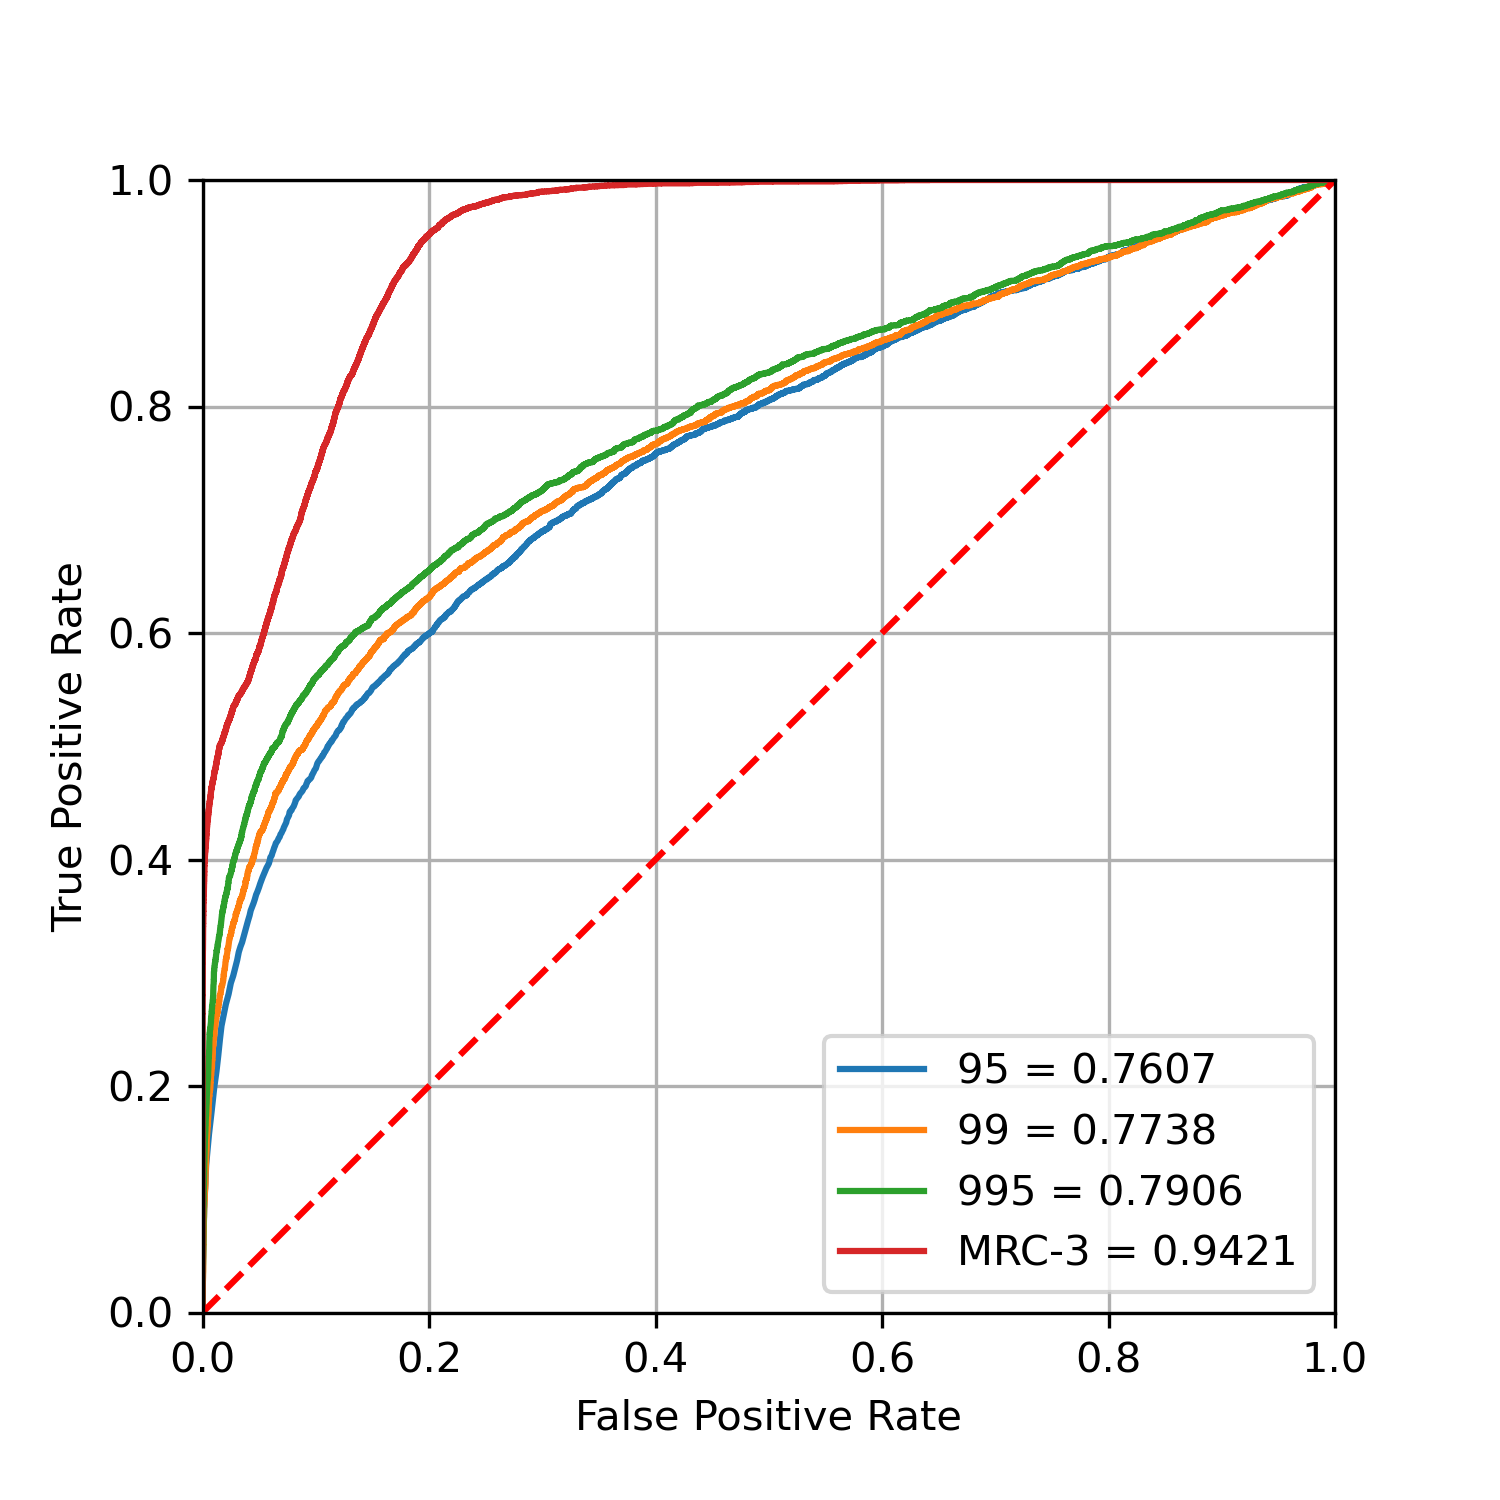 1.0
0.8
0.6
0.4
0.2
0.0
True Positive Rate
95 = 0.7607
99 = 0.7738
995 = 0.7906
MRC-3 = 0.9421
0.0 0.2 0.4 0.6 0.8 1.0
False Positive Rate